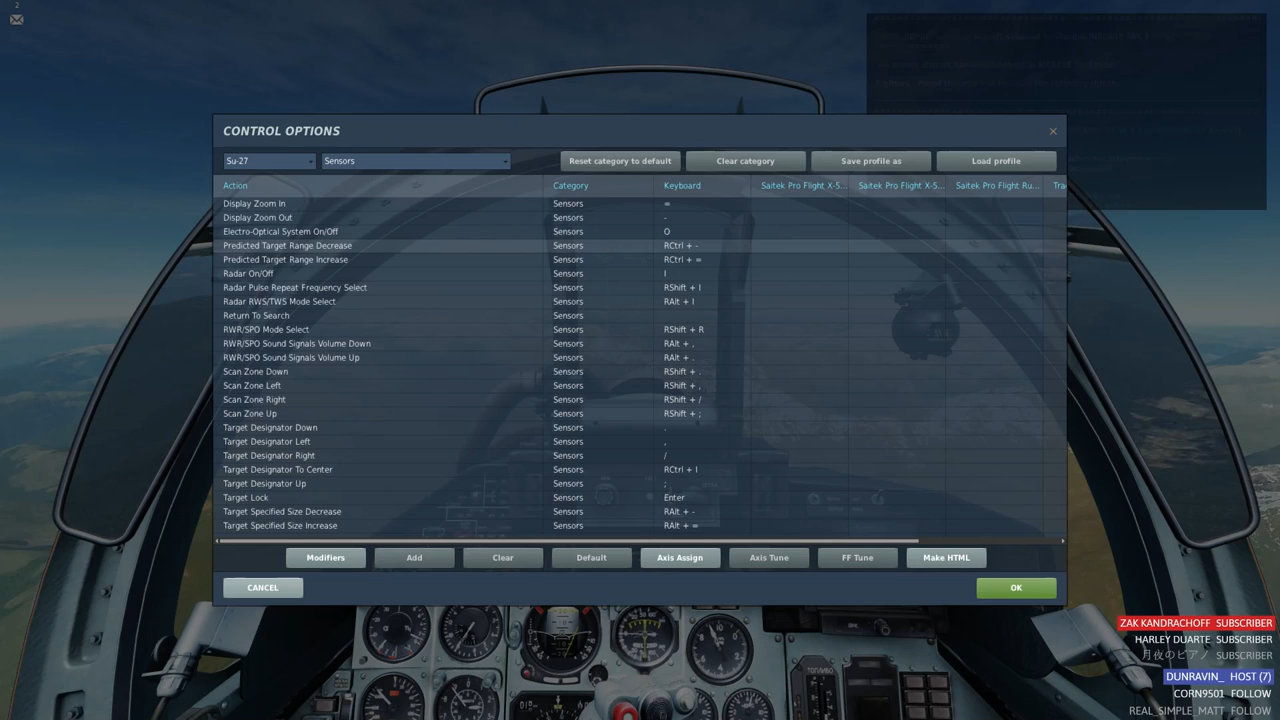 2
CONTROL OPTIONS
×
Su-27 Sensors Reset category to default Clear category Save profile as Load profile
Action Category Keyboard Saitek Pro Flight X-5... Saitek Pro Flight X-5... Saitek Pro Flight Ru... Tra
Display Zoom In Sensors =
Display Zoom Out Sensors -
Electro-Optical System On/Off Sensors O
Predicted Target Range Decrease Sensors RCtrl + -
Predicted Target Range Increase Sensors RCtrl + =
Radar On/Off Sensors I
Radar Pulse Repeat Frequency Select Sensors RShift + I
Radar RWS/TWS Mode Select Sensors RAlt + I
Return To Search Sensors
RWR/SPO Mode Select Sensors RShift + R
RWR/SPO Sound Signals Volume Down Sensors RAlt + ,
RWR/SPO Sound Signals Volume Up Sensors RAlt + .
Scan Zone Down Sensors RShift + .
Scan Zone Left Sensors RShift + ,
Scan Zone Right Sensors RShift + /
Scan Zone Up Sensors RShift + ;
Target Designator Down Sensors .
Target Designator Left Sensors ,
Target Designator Right Sensors /
Target Designator To Center Sensors RCtrl + I
Target Designator Up Sensors ;
Target Lock Sensors Enter
Target Specified Size Decrease Sensors RAlt + -
Target Specified Size Increase Sensors RAlt + =
Modifiers Add Clear Default Axis Assign Axis Tune FF Tune Make HTML
CANCEL OK
ZAK KANDRACHOFF SUBSCRIBER
HARLEY DUARTE SUBSCRIBER
月夜のピアノ SUBSCRIBER
DUNRAVIN_ HOST (7)
CORN9501 FOLLOW
REAL_SIMPLE_MATT FOLLOW